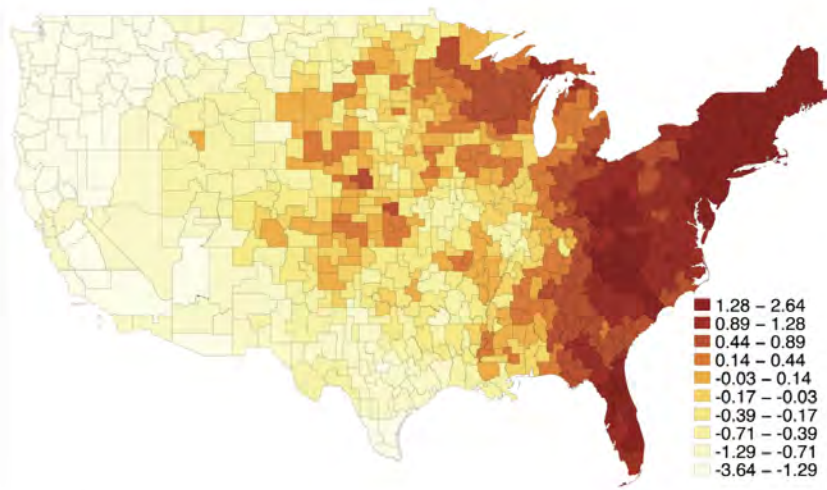 1.28 – 2.64
0.89 – 1.28
0.44 – 0.89
0.14 – 0.44
-0.03 – 0.14
-0.17 – -0.03
-0.39 – -0.17
-0.71 – -0.39
-1.29 – -0.71
-3.64 – -1.29